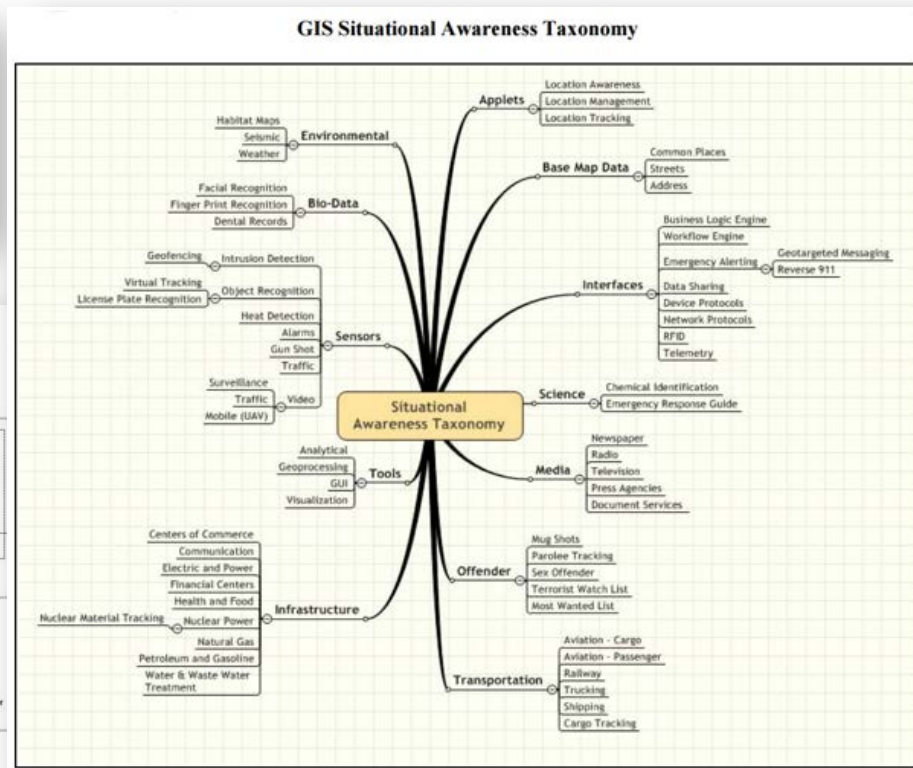 GIS Situational Awareness Taxonomy
Situational
Awareness Taxonomy
Environmental
Habitat Maps
Seismic
Weather
Bio-Data
Facial Recognition
Finger Print Recognition
Dental Records
Sensors
Intrusion Detection
Geofencing
Object Recognition
Virtual Tracking
License Plate Recognition
Heat Detection
Alarms
Gun Shot
Traffic
Video
Surveillance
Traffic
Mobile (UAV)
Tools
Analytical
Geoprocessing
GUI
Visualization
Infrastructure
Centers of Commerce
Communication
Electric and Power
Financial Centers
Health and Food
Nuclear Power
Nuclear Material Tracking
Natural Gas
Petroleum and Gasoline
Water & Waste Water
Treatment
Applets
Location Awareness
Location Management
Location Tracking
Base Map Data
Common Places
Streets
Address
Interfaces
Business Logic Engine
Workflow Engine
Emergency Alerting
Geotargeted Messaging
Reverse 911
Data Sharing
Device Protocols
Network Protocols
RFID
Telemetry
Science
Chemical Identification
Emergency Response Guide
Media
Newspaper
Radio
Television
Press Agencies
Document Services
Offender
Mug Shots
Parolee Tracking
Sex Offender
Terrorist Watch List
Most Wanted List
Transportation
Aviation - Cargo
Aviation - Passenger
Railway
Trucking
Shipping
Cargo Tracking